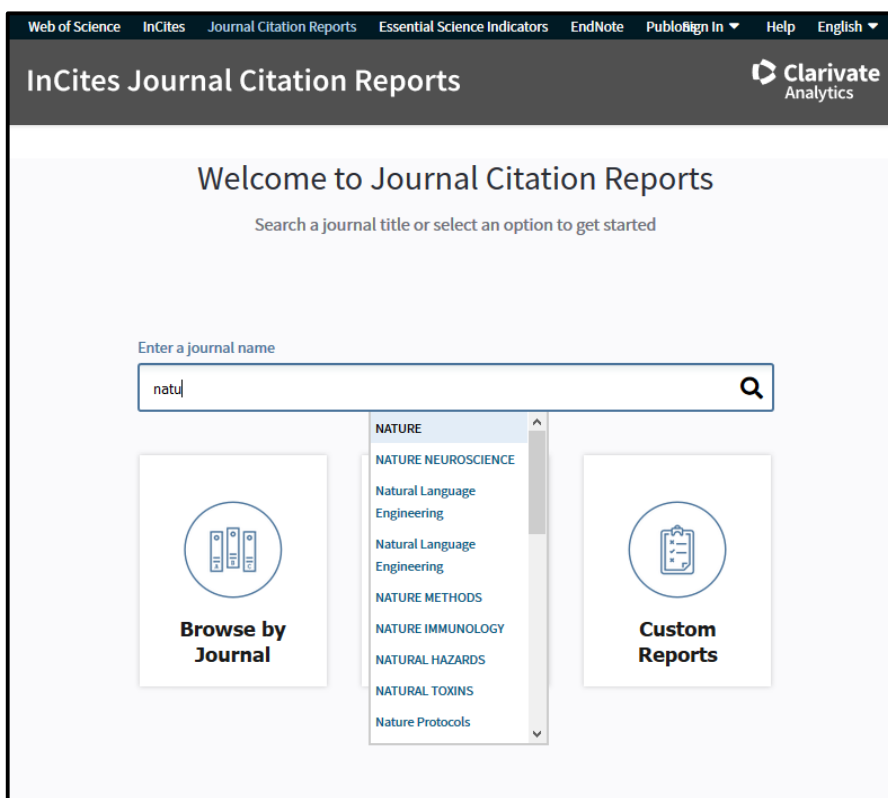 Web of Science InCites Journal Citation Reports Essential Science Indicators EndNote Publons Sign In Help English
InCites Journal Citation Reports
Clarivate
Analytics
Welcome to Journal Citation Reports
Search a journal title or select an option to get started
Enter a journal name
natu
NATURE
NATURE NEUROSCIENCE
Natural Language
Engineering
Natural Language
Engineering
NATURE METHODS
NATURE IMMUNOLOGY
NATURAL HAZARDS
NATURAL TOXINS
Nature Protocols
Browse by
Journal
Custom
Reports